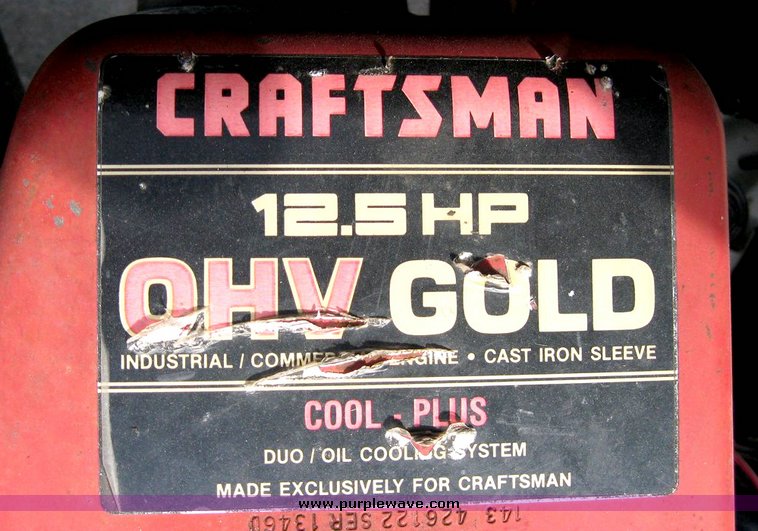 CRAFTSMAN
12.5 HP
OHV GOLD
INDUSTRIAL / COMMERCIAL ENGINE • CAST IRON SLEEVE
COOL - PLUS
DUO / OIL COOLING SYSTEM
MADE EXCLUSIVELY FOR CRAFTSMAN
www.purplewave.com
143 426122 SER 1346D